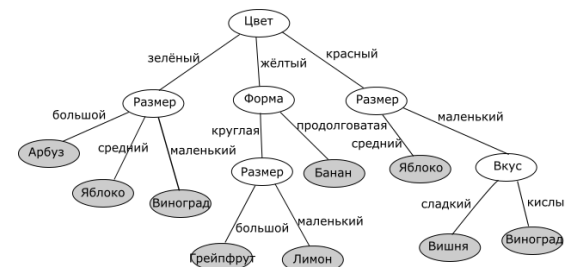 Цвет
зелёный
жёлтый
красный
Размер
Форма
Размер
большой
средний
маленький
круглая
продолговатая
средний
маленький
Арбуз
Яблоко
Виноград
Размер
Банан
Яблоко
Вкус
большой
маленький
сладкий
кислы
Грейпфрут
Лимон
Вишня
Виноград